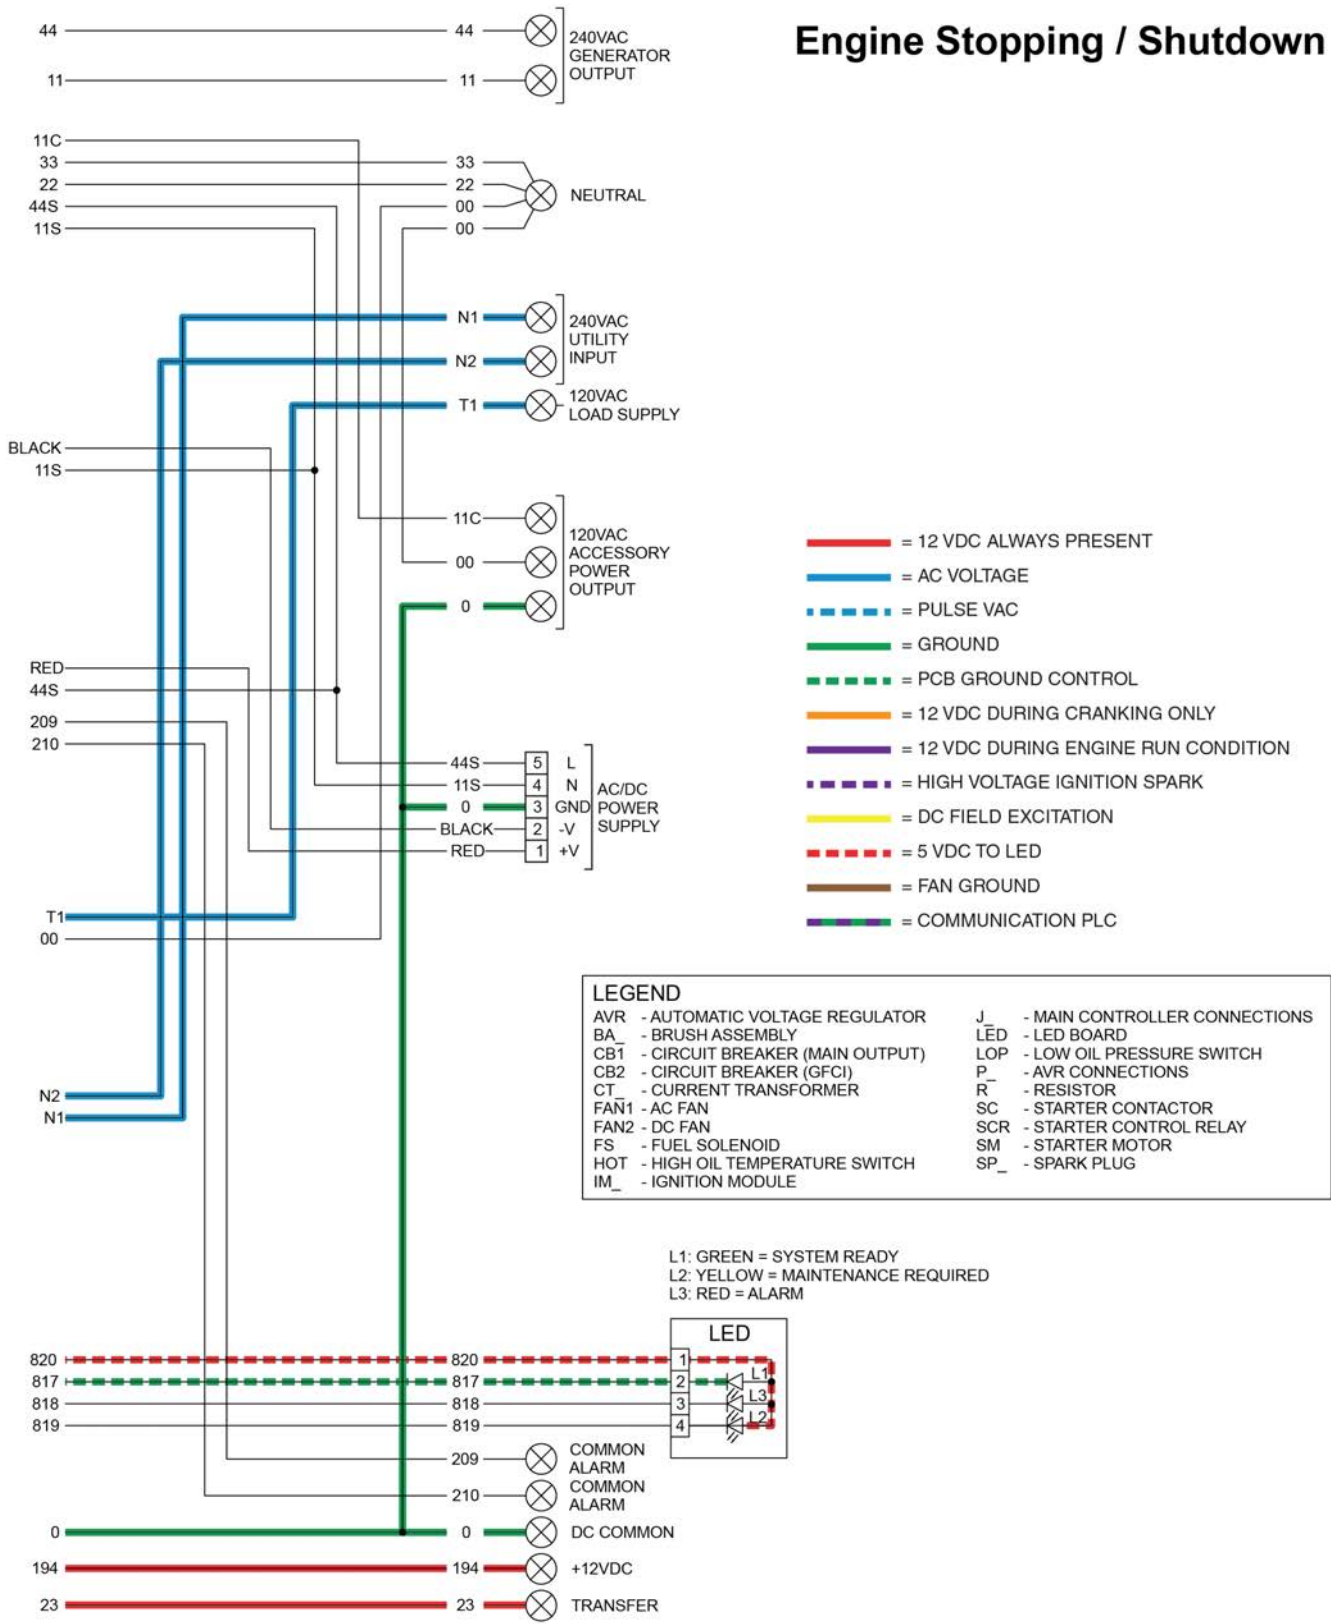 Engine Stopping / Shutdown
44 44 240VAC
GENERATOR
OUTPUT
11 11
11C
33 33
22 22 NEUTRAL
44S 00
11S 00
N1 240VAC
UTILITY
INPUT
N2
T1 120VAC
LOAD SUPPLY
BLACK
11S
11C 120VAC
ACCESSORY
POWER
OUTPUT
00
0
RED
44S
209
210
44S 5 L
11S 4 N AC/DC
0 3 GND POWER
BLACK 2 -V SUPPLY
RED 1 +V
T1
00
N2
N1
= 12 VDC ALWAYS PRESENT
= AC VOLTAGE
= PULSE VAC
= GROUND
= PCB GROUND CONTROL
= 12 VDC DURING CRANKING ONLY
= 12 VDC DURING ENGINE RUN CONDITION
= HIGH VOLTAGE IGNITION SPARK
= DC FIELD EXCITATION
= 5 VDC TO LED
= FAN GROUND
= COMMUNICATION PLC
LEGEND
AVR - AUTOMATIC VOLTAGE REGULATOR
BA_ - BRUSH ASSEMBLY
CB1 - CIRCUIT BREAKER (MAIN OUTPUT)
CB2 - CIRCUIT BREAKER (GFCI)
CT_ - CURRENT TRANSFORMER
FAN1 - AC FAN
FAN2 - DC FAN
FS - FUEL SOLENOID
HOT - HIGH OIL TEMPERATURE SWITCH
IM_ - IGNITION MODULE
J_ - MAIN CONTROLLER CONNECTIONS
LED - LED BOARD
LOP - LOW OIL PRESSURE SWITCH
P_ - AVR CONNECTIONS
R - RESISTOR
SC - STARTER CONTACTOR
SCR - STARTER CONTROL RELAY
SM - STARTER MOTOR
SP_ - SPARK PLUG
L1: GREEN = SYSTEM READY
L2: YELLOW = MAINTENANCE REQUIRED
L3: RED = ALARM
LED
820 820 1
817 817 2 L1
818 818 3 L3
819 819 4 L2
209 COMMON
ALARM
210 COMMON
ALARM
0 0 DC COMMON
194 194 +12VDC
23 23 TRANSFER